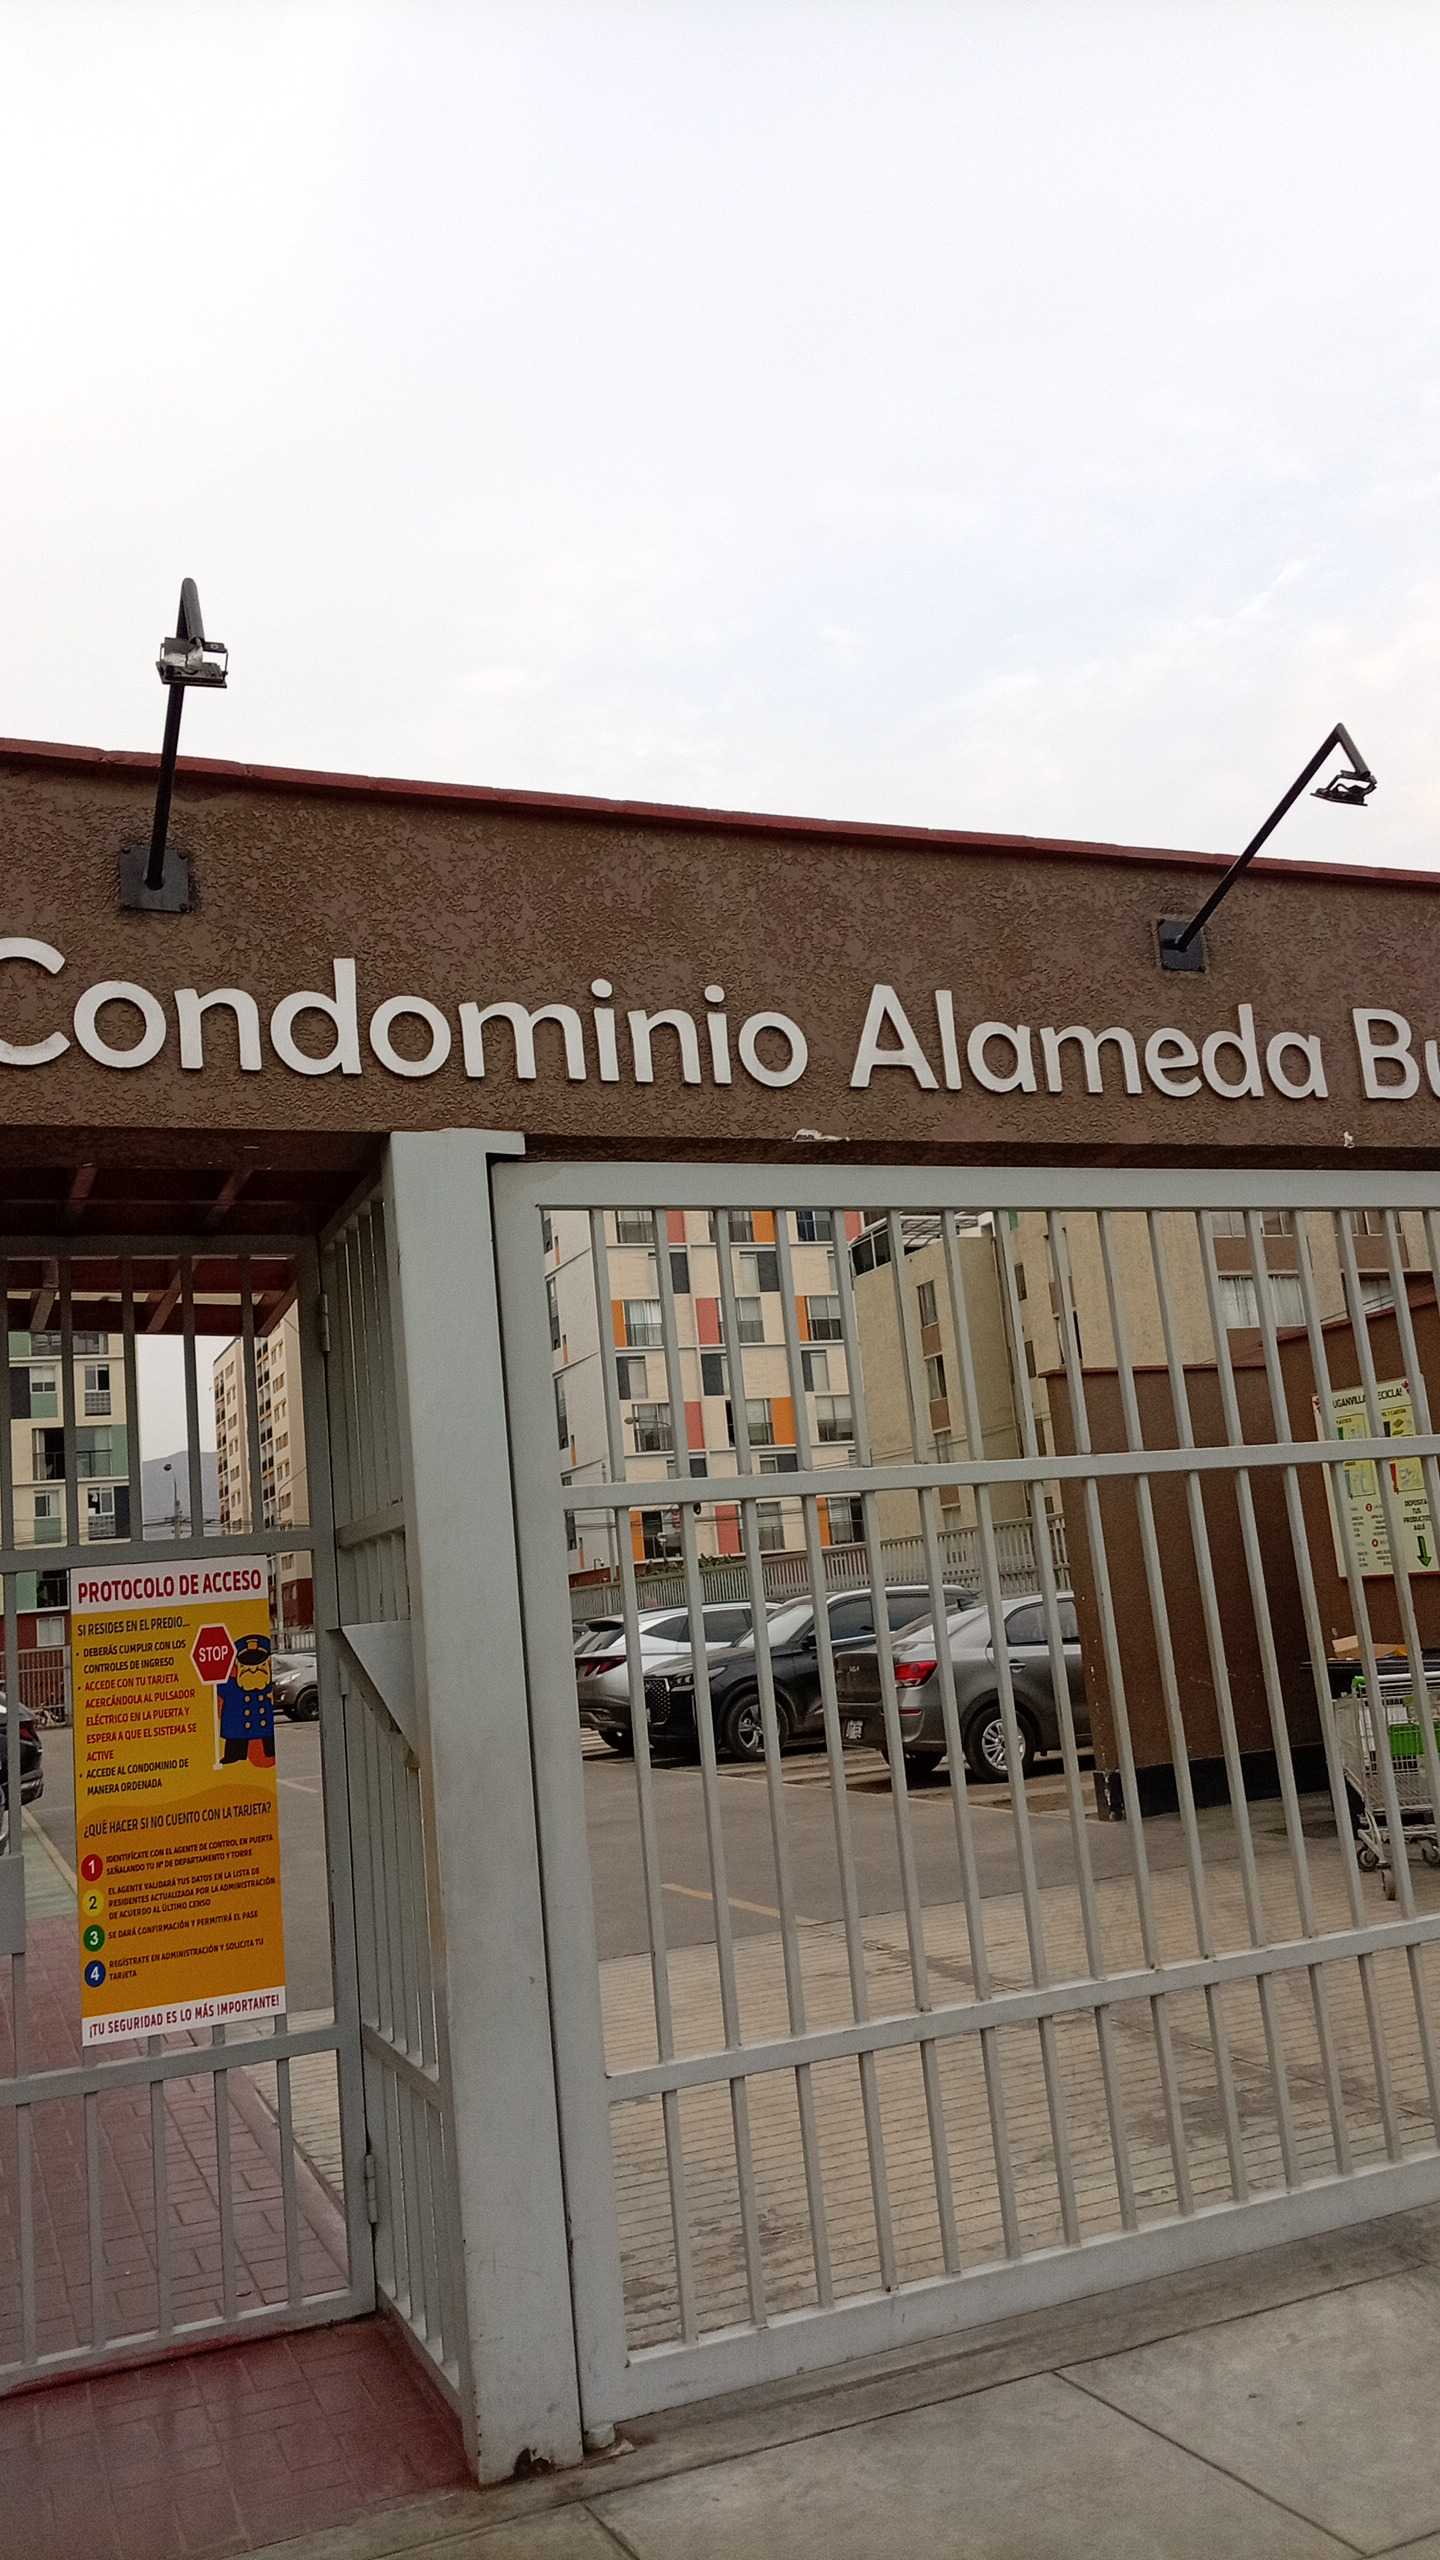 Condominio Alameda Bu
PROTOCOLO DE ACCESO
SI RESIDES EN EL PREDIO...
• DEBERÁS CUMPLIR CON LOS
CONTROLES DE INGRESO
• ACCEDE CON TU TARJETA
ACERCÁNDOLA AL PULSADOR
ELÉCTRICO EN LA PUERTA Y
ESPERA A QUE EL SISTEMA SE
ACTIVE
• ACCEDE AL CONDOMINIO DE
MANERA ORDENADA
STOP
¿QUÉ HACER SI NO CUENTO CON LA TARJETA?
1 IDENTIFÍCATE CON EL AGENTE DE CONTROL EN PUERTA
SEÑALANDO TU Nº DE DEPARTAMENTO Y TORRE
2 EL AGENTE VALIDARÁ TUS DATOS EN LA LISTA DE
RESIDENTES ACTUALIZADA POR LA ADMINISTRACIÓN
DE ACUERDO AL ÚLTIMO CENSO
3 SE DARÁ CONFIRMACIÓN Y PERMITIRÁ EL PASE
4 REGÍSTRATE EN ADMINISTRACIÓN Y SOLICITA TU
TARJETA
¡TU SEGURIDAD ES LO MÁS IMPORTANTE!
DEPOSITA
TUS
PRODUCTOS
AQUÍ